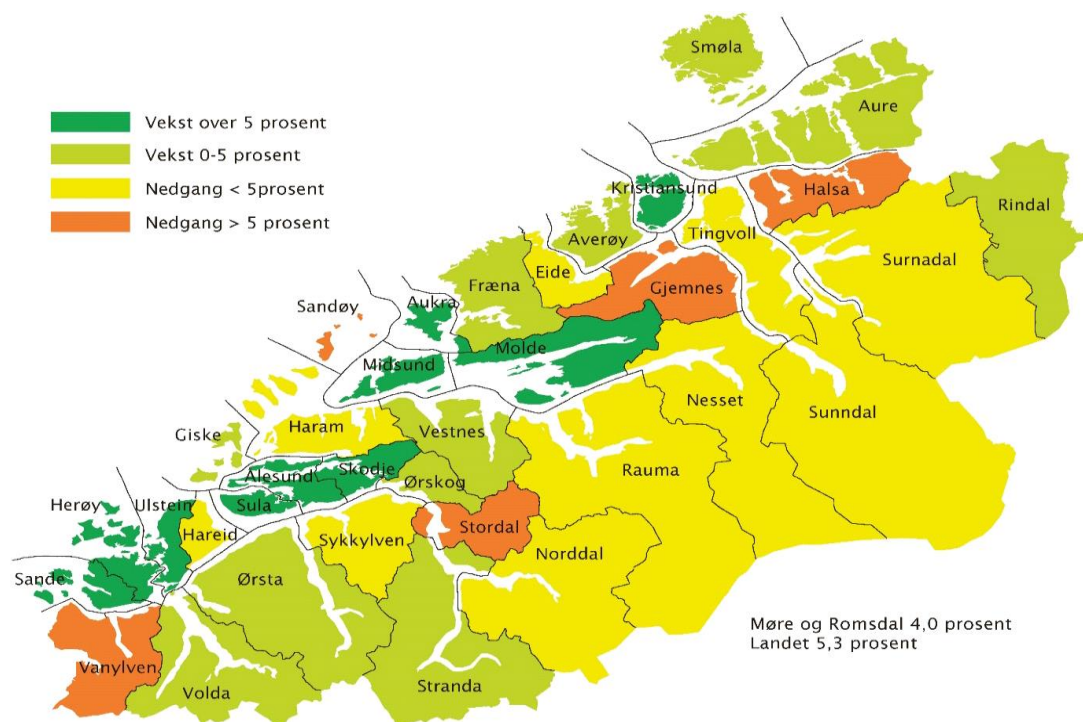 Smøla
Aure
Vekst over 5 prosent
Vekst 0-5 prosent
Nedgang < 5prosent
Nedgang > 5 prosent
Kristiansund
Halsa
Rindal
Averøy
Tingvoll
Surnadal
Eide
Fræna
Gjemnes
Sandøy
Aukra
Molde
Midsund
Nesset
Sunndal
Giske
Haram
Vestnes
Rauma
Ålesund
Skodje
Ørskog
Herøy
Ulstein
Sula
Hareid
Stordal
Sykkylven
Norddal
Sande
Ørsta
Møre og Romsdal 4,0 prosent
Landet 5,3 prosent
Vanylven
Volda
Stranda